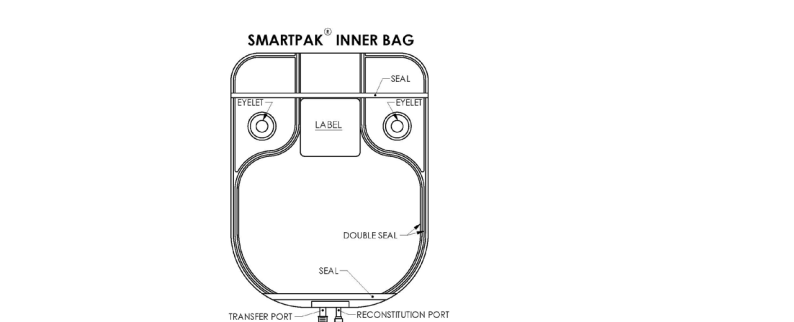 SMARTPAK® INNER BAG
SEAL
EYELET
EYELET
LABEL
DOUBLE SEAL
SEAL
TRANSFER PORT
RECONSTITUTION PORT